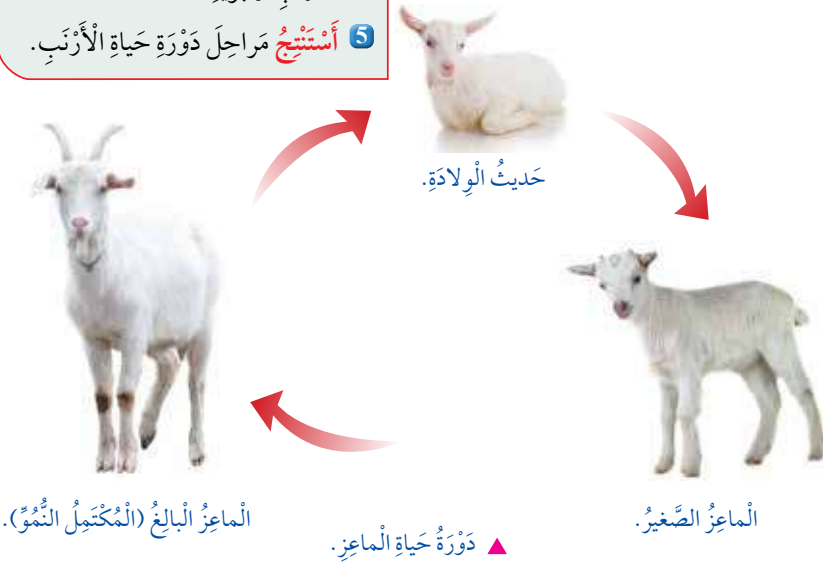 5 أَسْتَنْتِجُ مَراحِلَ دَوْرَةِ حَياةِ الْأَرْنَبِ.
حَديثُ الْوِلادَةِ.
الْماعِزُ الصَّغيرُ.
الْماعِزُ الْبالِغُ (الْمُكْتَمِلُ النُّمُوِّ).
دَوْرَةُ حَياةِ الْماعِزِ.